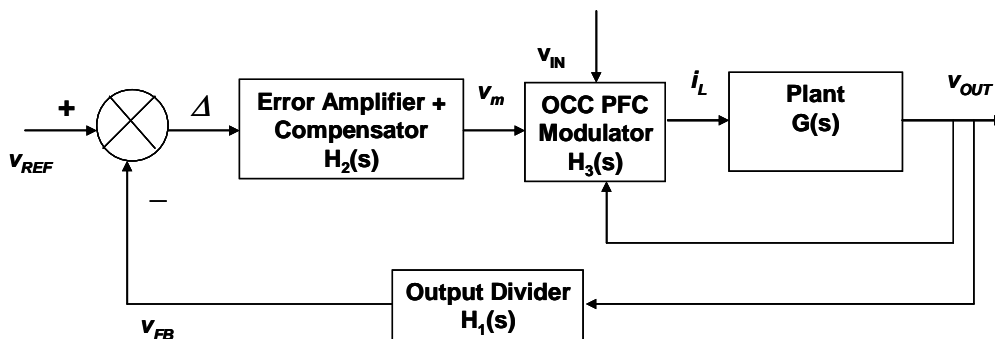 +
v_REF
−
Δ
Error Amplifier +
Compensator
H₂(s)
v_m
v_IN
OCC PFC
Modulator
H₃(s)
i_L
Plant
G(s)
v_OUT
Output Divider
H₁(s)
v_FB